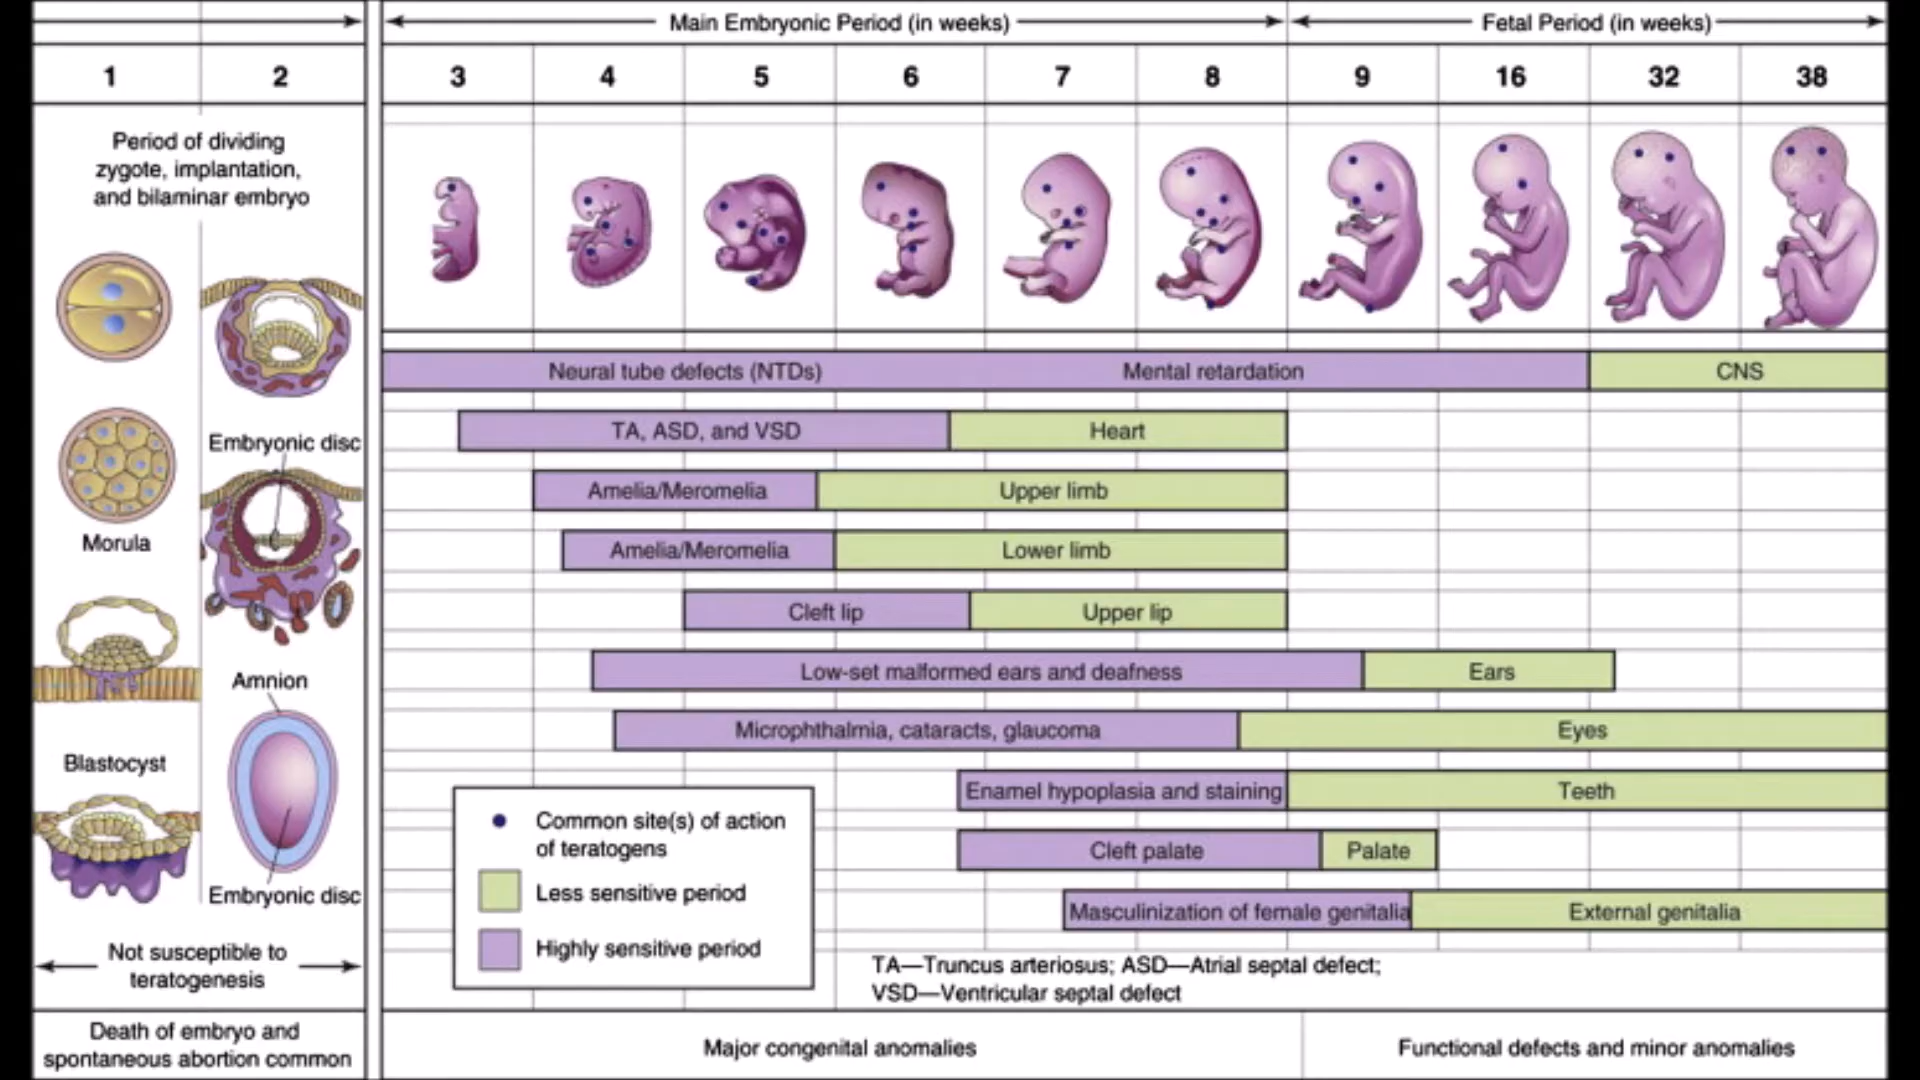 Main Embryonic Period (in weeks)
Fetal Period (in weeks)
1
2
3
4
5
6
7
8
9
16
32
38
Period of dividing
zygote, implantation,
and bilaminar embryo
Embryonic disc
Morula
Amnion
Blastocyst
Embryonic disc
Not susceptible to
teratogenesis
Death of embryo and
spontaneous abortion common
Neural tube defects (NTDs)
Mental retardation
CNS
TA, ASD, and VSD
Heart
Amelia/Meromelia
Upper limb
Amelia/Meromelia
Lower limb
Cleft lip
Upper lip
Low-set malformed ears and deafness
Ears
Microphthalmia, cataracts, glaucoma
Eyes
Enamel hypoplasia and staining
Teeth
Cleft palate
Palate
Masculinization of female genitalia
External genitalia
Common site(s) of action
of teratogens
Less sensitive period
Highly sensitive period
TA—Truncus arteriosus; ASD—Atrial septal defect;
VSD—Ventricular septal defect
Major congenital anomalies
Functional defects and minor anomalies